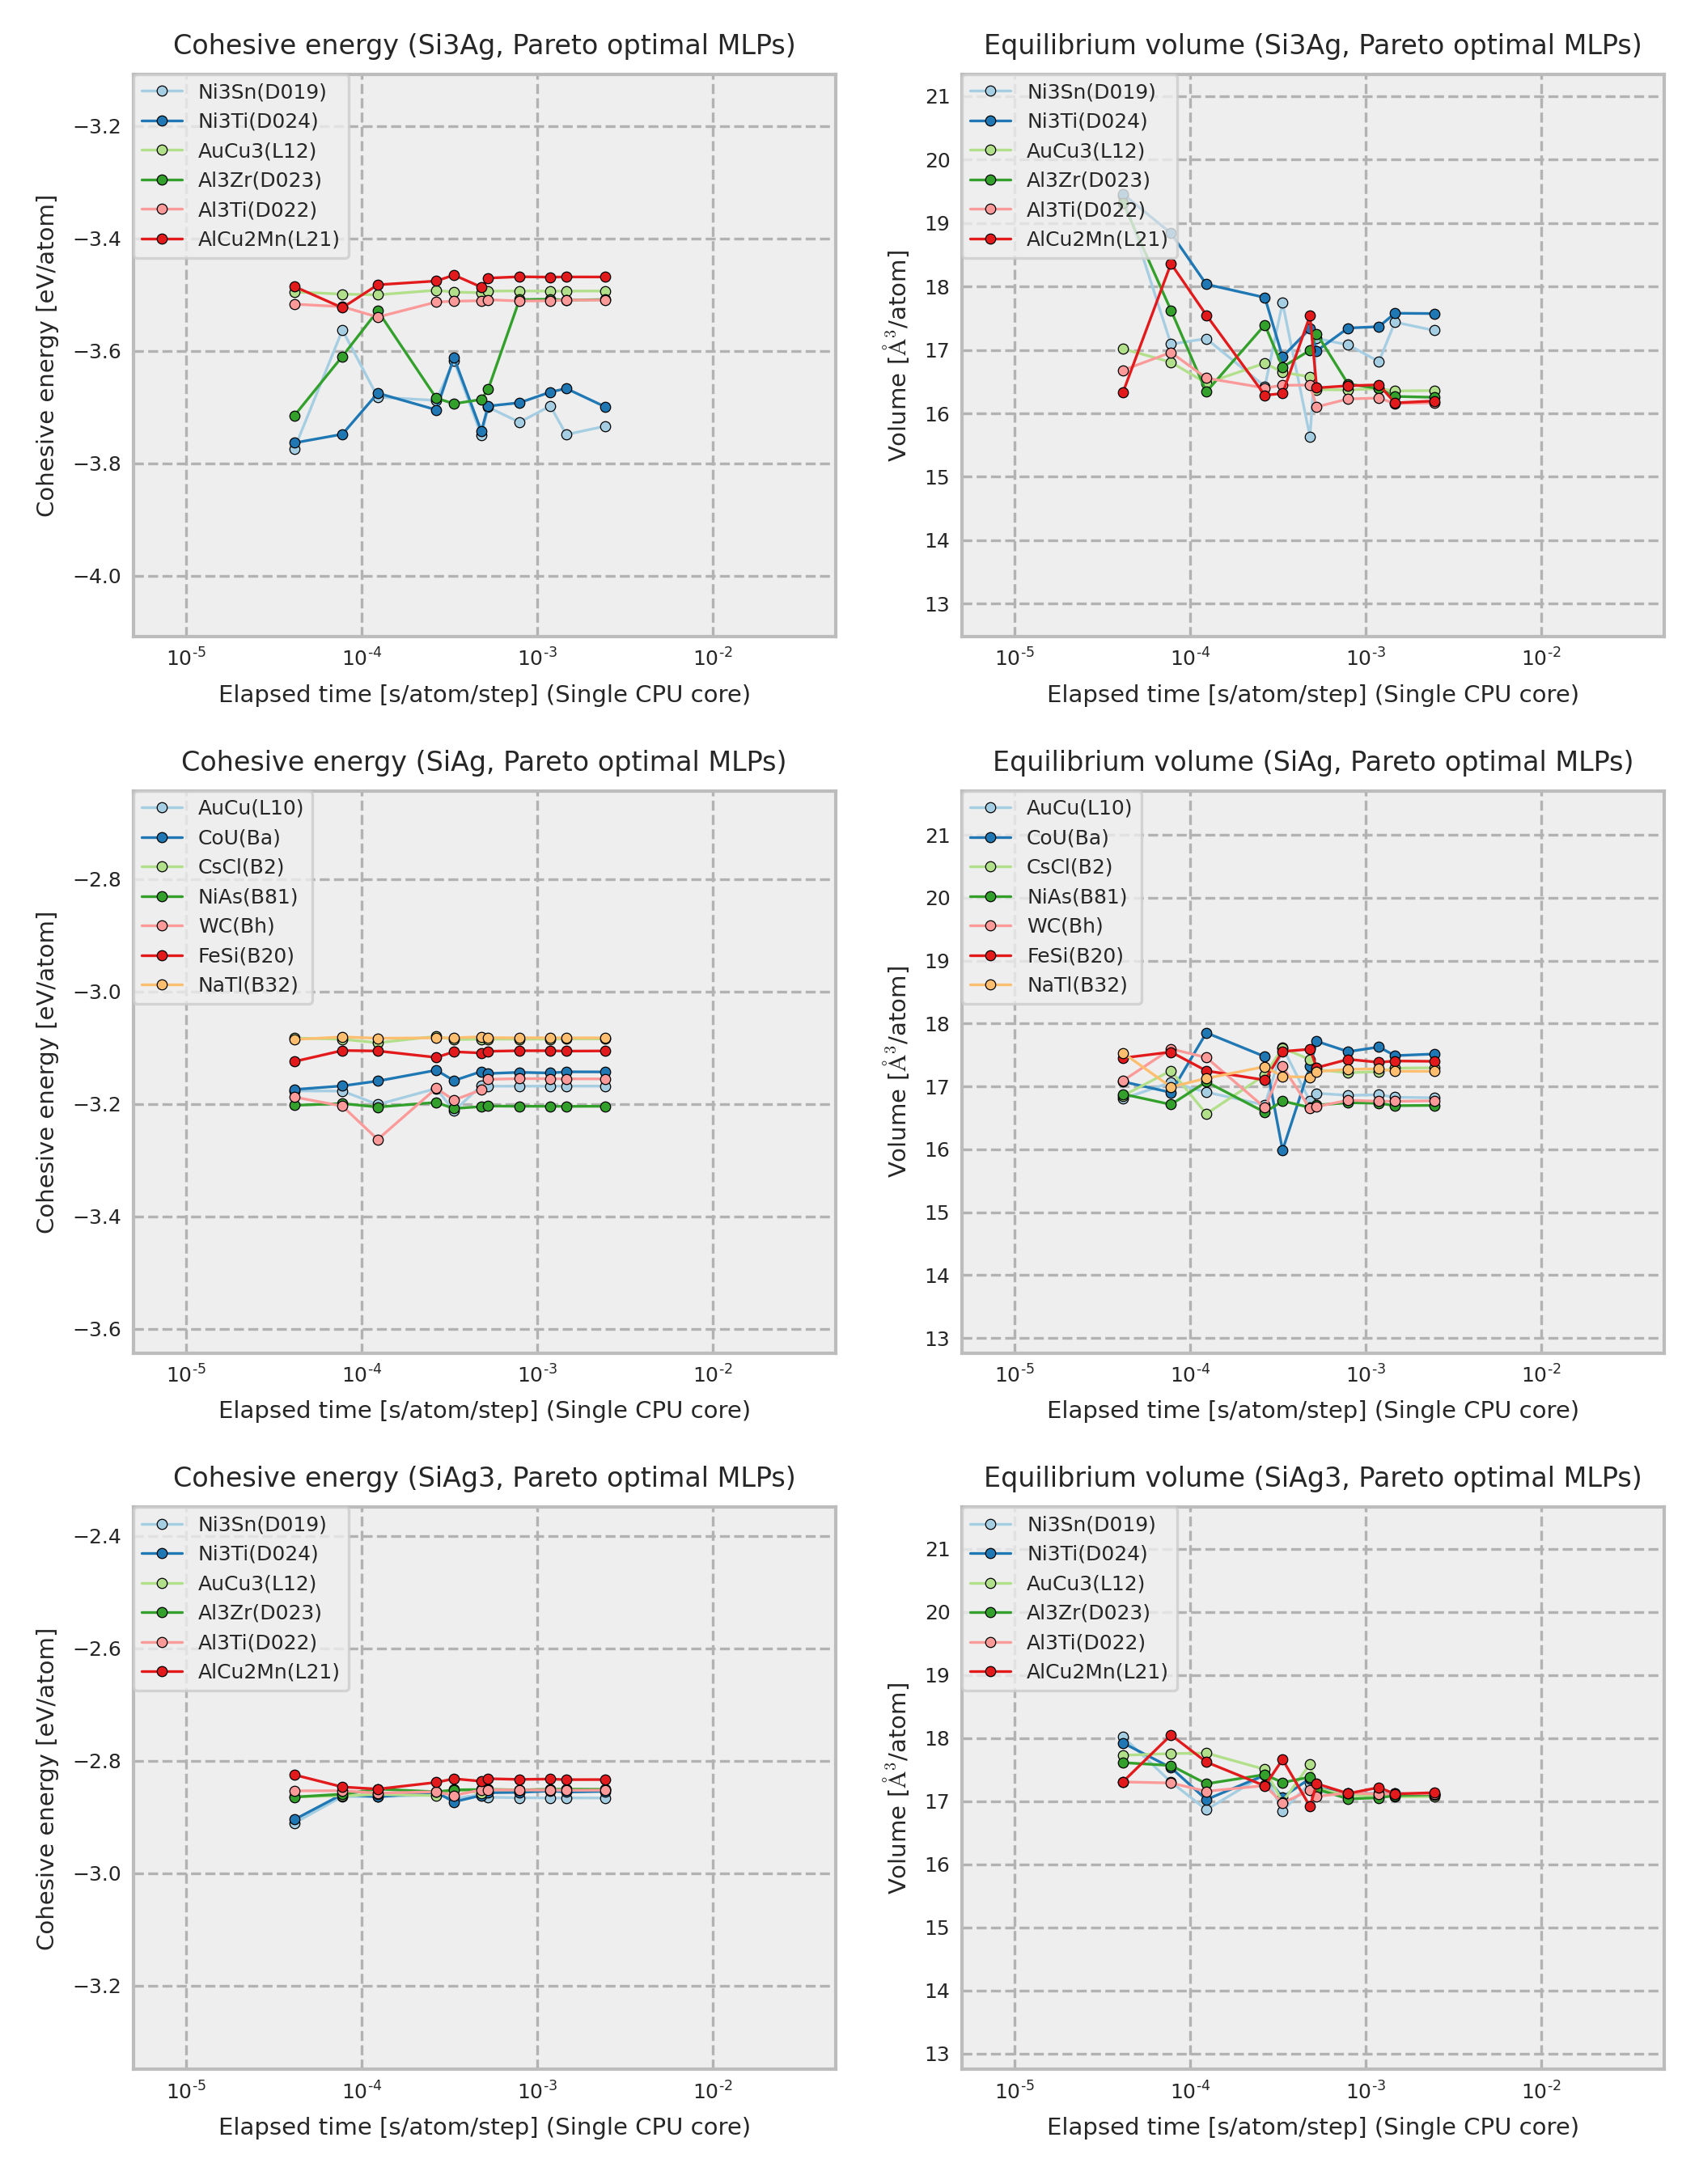 Cohesive energy (Si3Ag, Pareto optimal MLPs)
Cohesive energy [eV/atom]
−3.2
−3.4
−3.6
−3.8
−4.0
Ni3Sn(D019)
Ni3Ti(D024)
AuCu3(L12)
Al3Zr(D023)
Al3Ti(D022)
AlCu2Mn(L21)
10-5 10-4 10-3 10-2
Elapsed time [s/atom/step] (Single CPU core)
Equilibrium volume (Si3Ag, Pareto optimal MLPs)
Volume [Å3/atom]
21
20
19
18
17
16
15
14
13
Ni3Sn(D019)
Ni3Ti(D024)
AuCu3(L12)
Al3Zr(D023)
Al3Ti(D022)
AlCu2Mn(L21)
10-5 10-4 10-3 10-2
Elapsed time [s/atom/step] (Single CPU core)
Cohesive energy (SiAg, Pareto optimal MLPs)
Cohesive energy [eV/atom]
−2.8
−3.0
−3.2
−3.4
−3.6
AuCu(L10)
CoU(Ba)
CsCl(B2)
NiAs(B81)
WC(Bh)
FeSi(B20)
NaTl(B32)
10-5 10-4 10-3 10-2
Elapsed time [s/atom/step] (Single CPU core)
Equilibrium volume (SiAg, Pareto optimal MLPs)
Volume [Å3/atom]
21
20
19
18
17
16
15
14
13
AuCu(L10)
CoU(Ba)
CsCl(B2)
NiAs(B81)
WC(Bh)
FeSi(B20)
NaTl(B32)
10-5 10-4 10-3 10-2
Elapsed time [s/atom/step] (Single CPU core)
Cohesive energy (SiAg3, Pareto optimal MLPs)
Cohesive energy [eV/atom]
−2.4
−2.6
−2.8
−3.0
−3.2
Ni3Sn(D019)
Ni3Ti(D024)
AuCu3(L12)
Al3Zr(D023)
Al3Ti(D022)
AlCu2Mn(L21)
10-5 10-4 10-3 10-2
Elapsed time [s/atom/step] (Single CPU core)
Equilibrium volume (SiAg3, Pareto optimal MLPs)
Volume [Å3/atom]
21
20
19
18
17
16
15
14
13
Ni3Sn(D019)
Ni3Ti(D024)
AuCu3(L12)
Al3Zr(D023)
Al3Ti(D022)
AlCu2Mn(L21)
10-5 10-4 10-3 10-2
Elapsed time [s/atom/step] (Single CPU core)